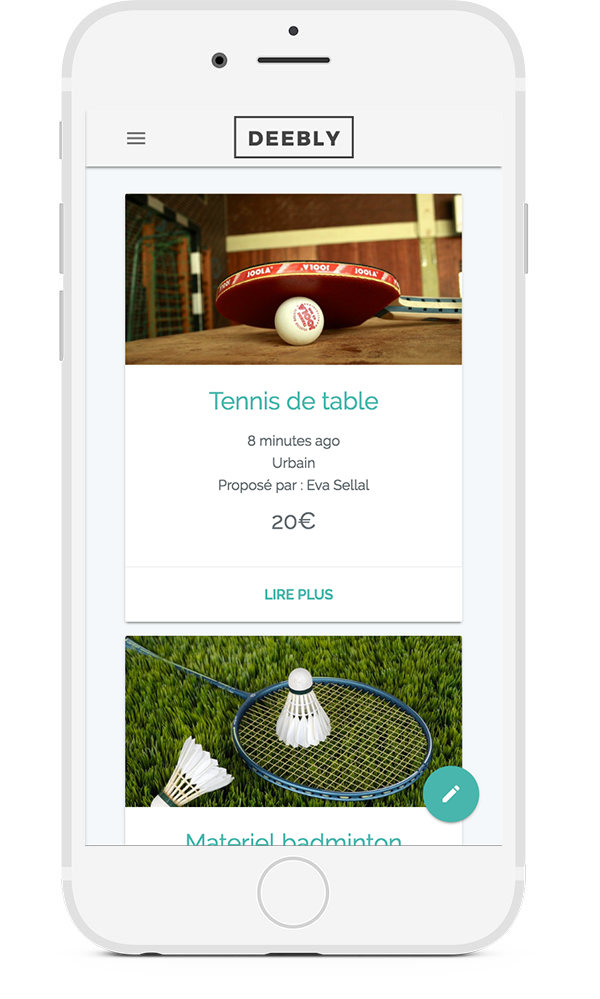 DEEBLY
JOOLA JOOLA JOOLA
JOOLA
Tennis de table
8 minutes ago
Urbain
Proposé par : Eva Sellal
20€
LIRE PLUS
Materiel badminton